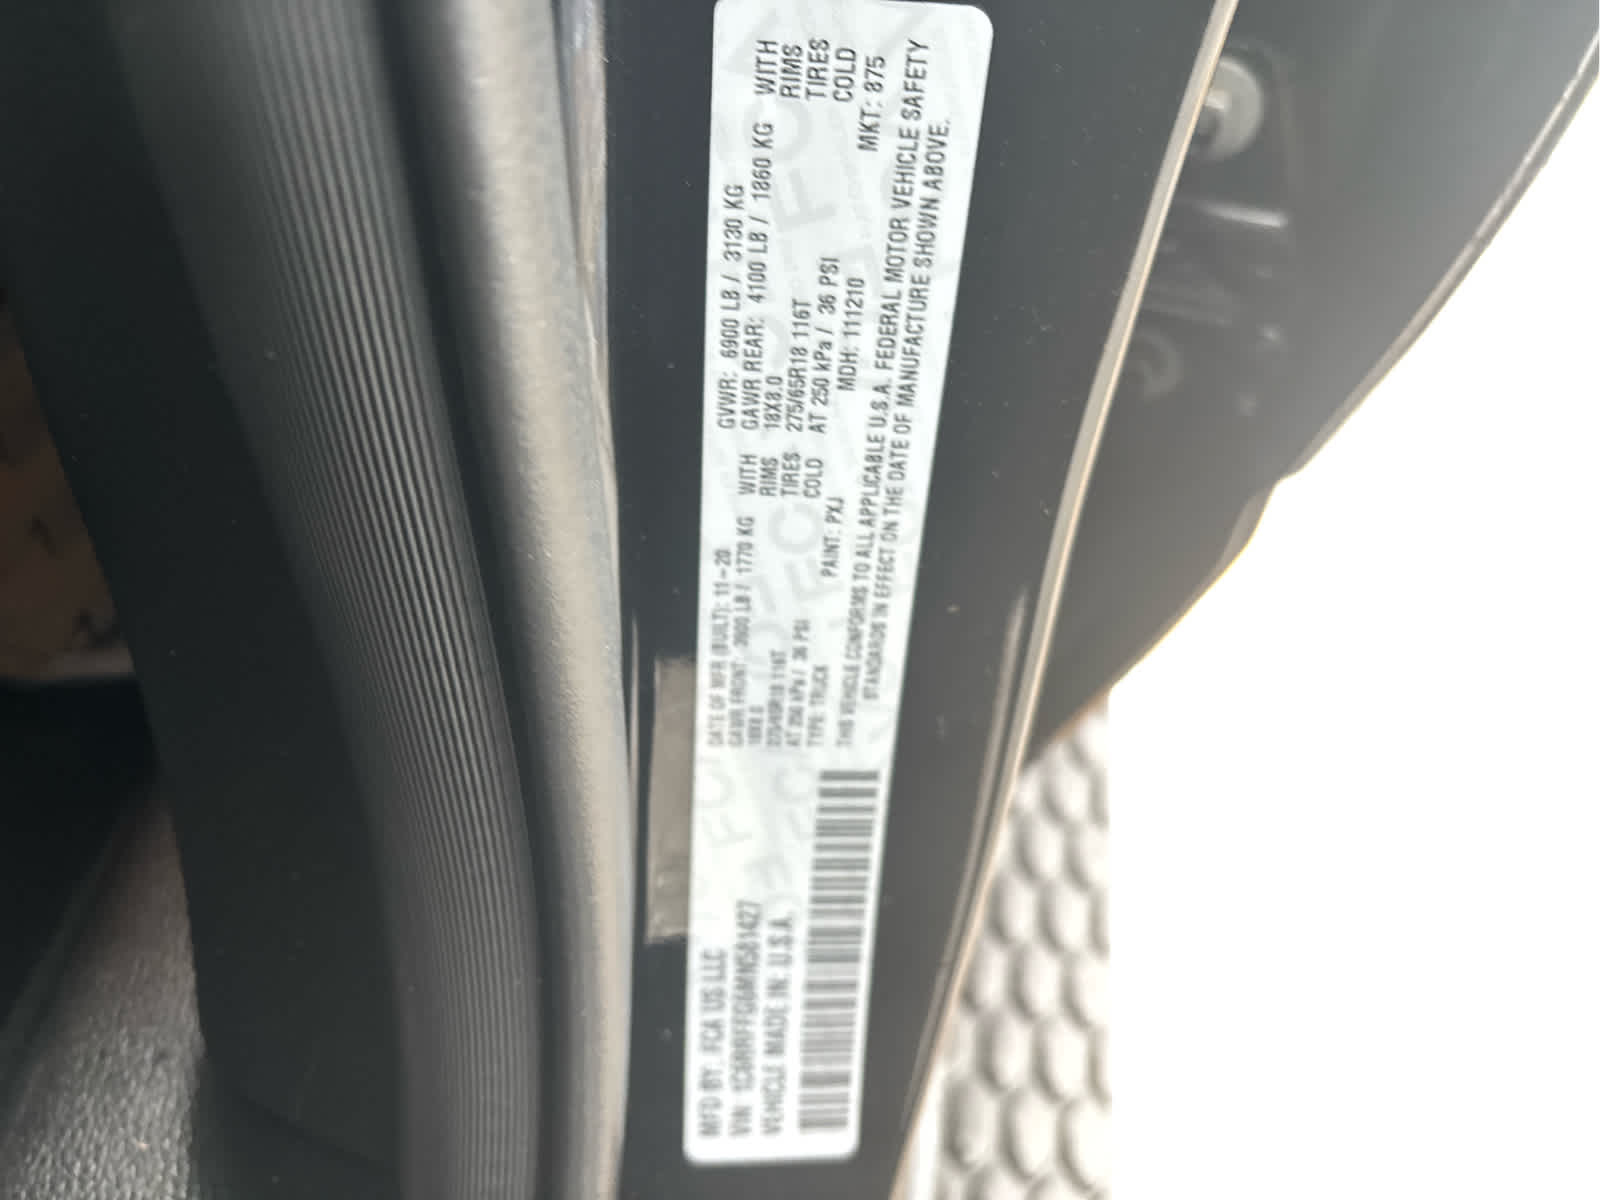 MFD BY: FCA US LLC
DATE OF MFR (BUILT): 11-20
GVWR: 6900 LB / 3130 KG
VIN: 1C6RRFFG6MN581427
GAWR FRONT: 3900 LB / 1770 KG WITH
18X8.0 RIMS
275/65R18 116T TIRES
AT 250 kPa / 36 PSI COLD
GAWR REAR: 4100 LB / 1860 KG WITH
18X8.0 RIMS
275/65R18 116T TIRES
AT 250 kPa / 36 PSI COLD
VEHICLE MADE IN: U.S.A.
TYPE: TRUCK PAINT: PXJ MDH: 111210 MKT: 875
THIS VEHICLE CONFORMS TO ALL APPLICABLE U.S.A. FEDERAL MOTOR VEHICLE SAFETY
STANDARDS IN EFFECT ON THE DATE OF MANUFACTURE SHOWN ABOVE.